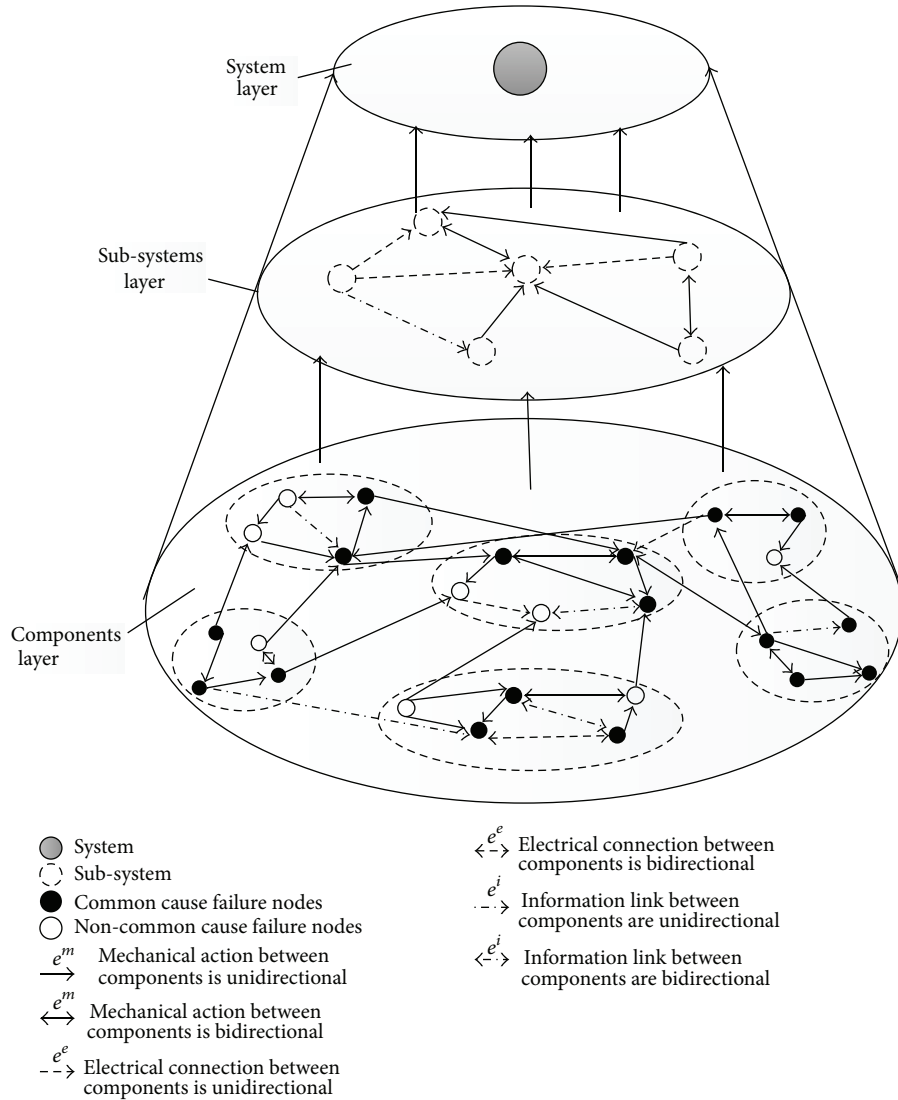 System
layer
Sub-systems
layer
Components
layer
System
Sub-system
Common cause failure nodes
Non-common cause failure nodes
e^m
Mechanical action between
components is unidirectional
e^m
Mechanical action between
components is bidirectional
e^e
Electrical connection between
components is unidirectional
e^e
Electrical connection between
components is bidirectional
e^i
Information link between
components are unidirectional
e^i
Information link between
components are bidirectional